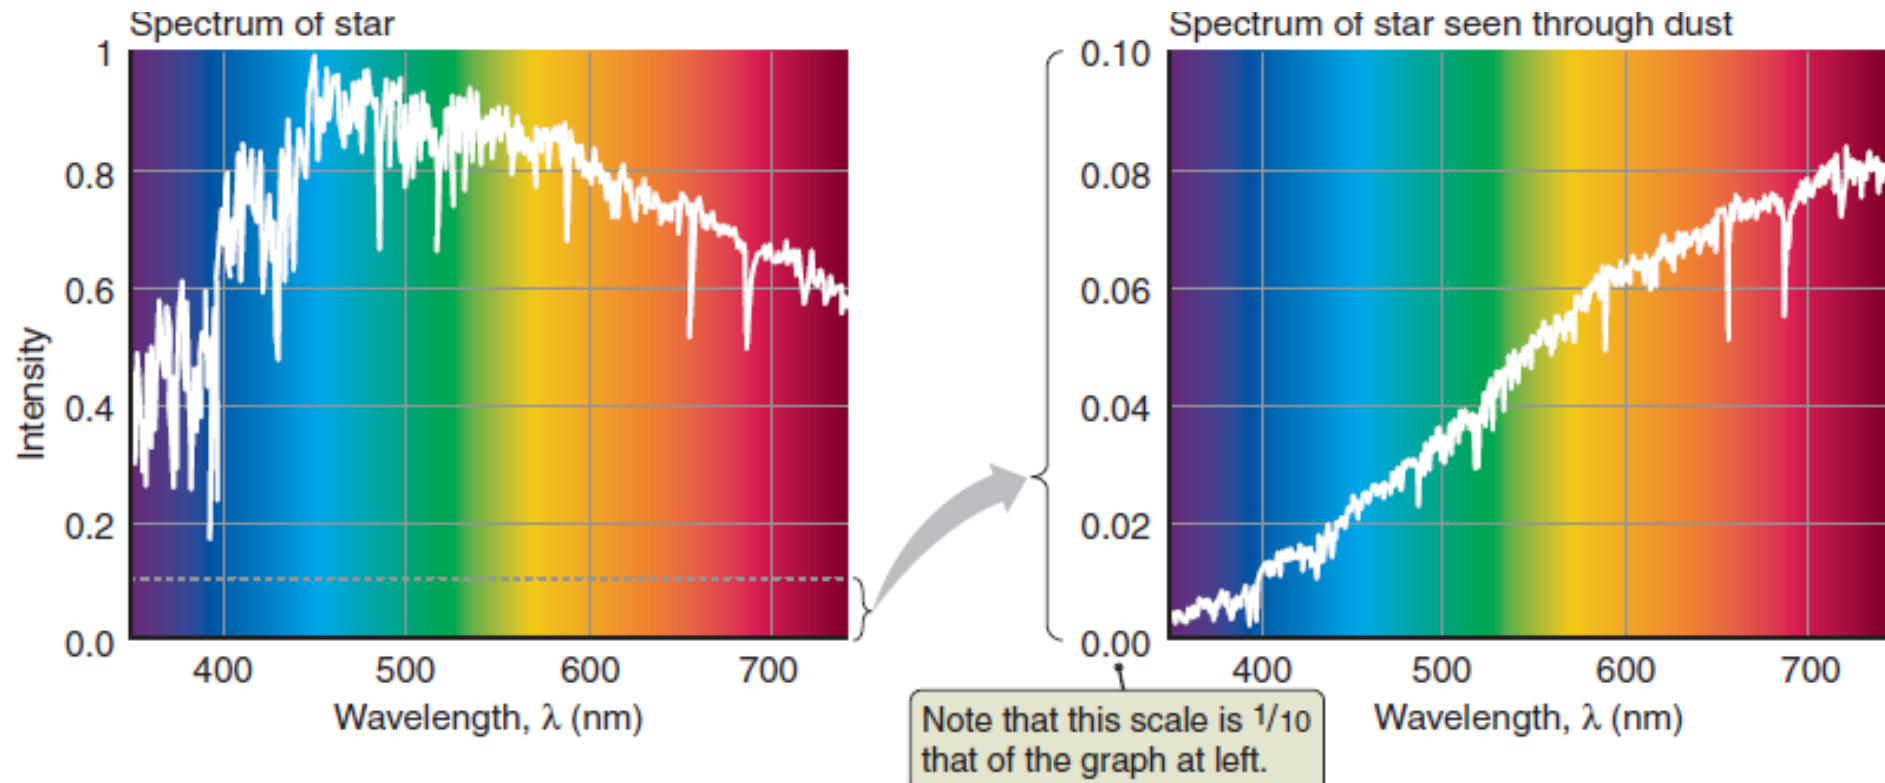 Spectrum of star
1
0.8
0.6
0.4
0.2
0.0
Intensity
400 500 600 700
Wavelength, λ (nm)
Spectrum of star seen through dust
0.10
0.08
0.06
0.04
0.02
0.00
400 500 600 700
Wavelength, λ (nm)
Note that this scale is 1/10
that of the graph at left.